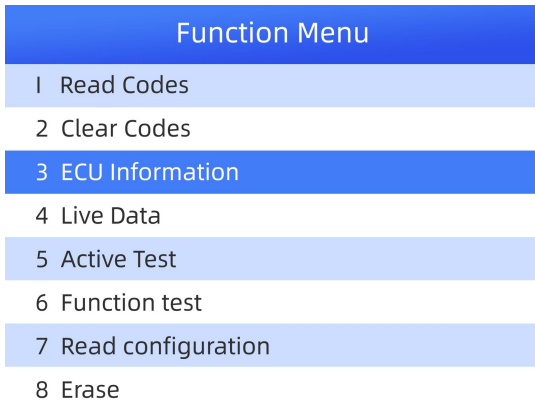 Function Menu
1 Read Codes
2 Clear Codes
3 ECU Information
4 Live Data
5 Active Test
6 Function test
7 Read configuration
8 Erase